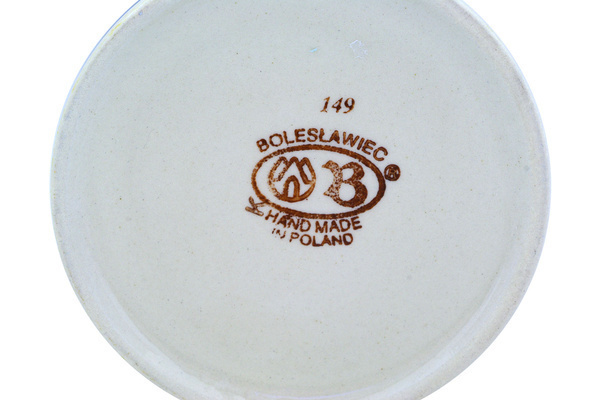 149
BOLESŁAWIEC
B ®
K HAND MADE
IN POLAND